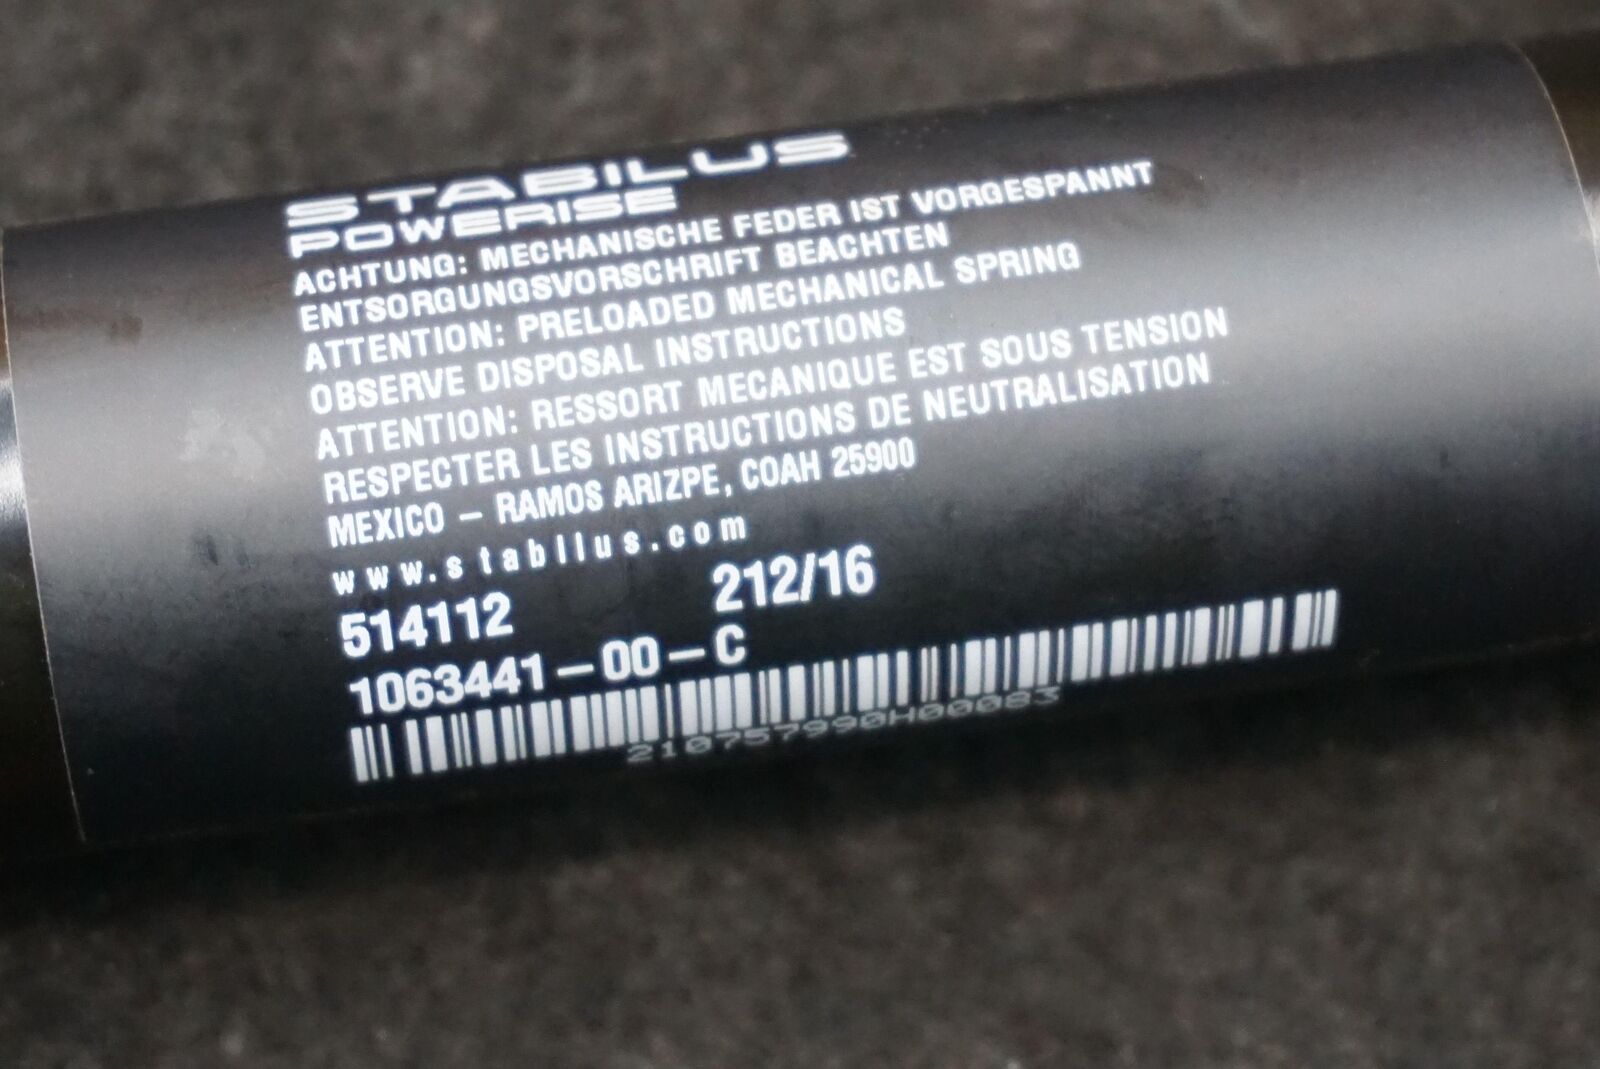 STABILUS
POWERISE
ACHTUNG: MECHANISCHE FEDER IST VORGESPANNT
ENTSORGUNGSVORSCHRIFT BEACHTEN
ATTENTION: PRELOADED MECHANICAL SPRING
OBSERVE DISPOSAL INSTRUCTIONS
ATTENTION: RESSORT MECANIQUE EST SOUS TENSION
RESPECTER LES INSTRUCTIONS DE NEUTRALISATION
MEXICO – RAMOS ARIZPE, COAH 25900
www.stabilus.com
514112 212/16
1063441-00-C
210757990H00083